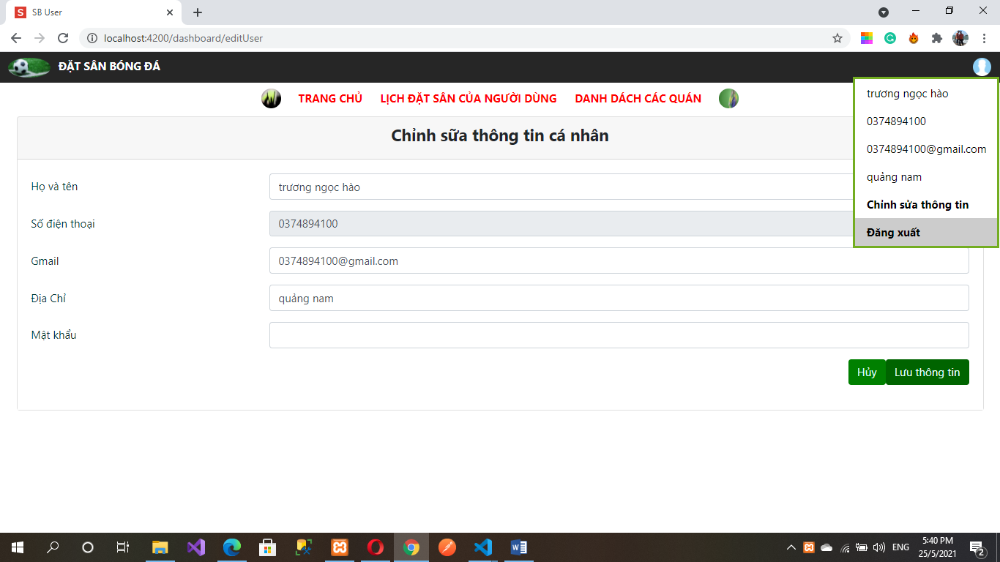 SB User
localhost:4200/dashboard/editUser
ĐẶT SÂN BÓNG ĐÁ
TRANG CHỦ
LỊCH ĐẶT SÂN CỦA NGƯỜI DÙNG
DANH DÁCH CÁC QUÁN
trương ngọc hào
0374894100
0374894100@gmail.com
quảng nam
Chỉnh sửa thông tin
Đăng xuất
Chỉnh sữa thông tin cá nhân
Họ và tên
trương ngọc hào
Số điện thoại
0374894100
Gmail
0374894100@gmail.com
Địa Chỉ
quảng nam
Mật khẩu
Hủy
Lưu thông tin
ENG
5:40 PM
25/5/2021
2